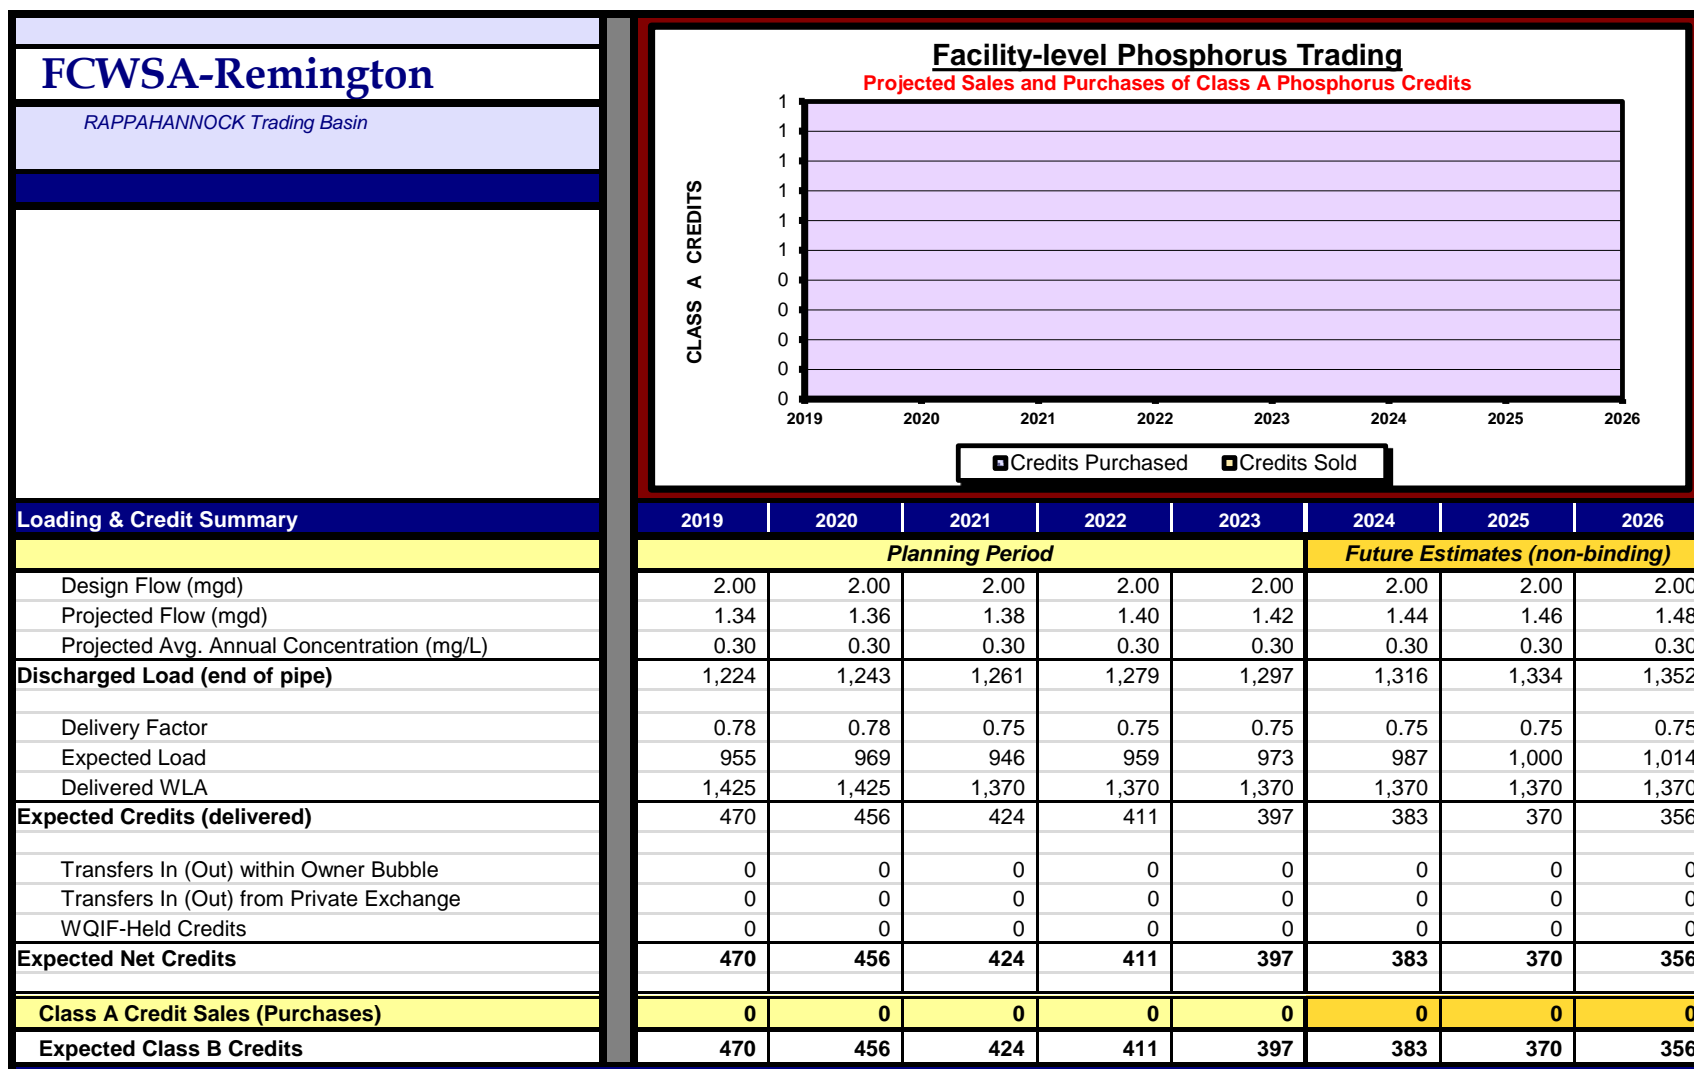 FCWSA-Remington
RAPPAHANNOCK Trading Basin
Facility-level Phosphorus Trading
Projected Sales and Purchases of Class A Phosphorus Credits
CLASS A CREDITS
1
1
1
1
1
1
0
0
0
0
0
2019 2020 2021 2022 2023 2024 2025 2026
Credits Purchased Credits Sold
Loading & Credit Summary 2019 2020 2021 2022 2023 2024 2025 2026
Planning Period Future Estimates (non-binding)
Design Flow (mgd) 2.00 2.00 2.00 2.00 2.00 2.00 2.00 2.00
Projected Flow (mgd) 1.34 1.36 1.38 1.40 1.42 1.44 1.46 1.48
Projected Avg. Annual Concentration (mg/L) 0.30 0.30 0.30 0.30 0.30 0.30 0.30 0.30
Discharged Load (end of pipe) 1,224 1,243 1,261 1,279 1,297 1,316 1,334 1,352
Delivery Factor 0.78 0.78 0.75 0.75 0.75 0.75 0.75 0.75
Expected Load 955 969 946 959 973 987 1,000 1,014
Delivered WLA 1,425 1,425 1,370 1,370 1,370 1,370 1,370 1,370
Expected Credits (delivered) 470 456 424 411 397 383 370 356
Transfers In (Out) within Owner Bubble 0 0 0 0 0 0 0 0
Transfers In (Out) from Private Exchange 0 0 0 0 0 0 0 0
WQIF-Held Credits 0 0 0 0 0 0 0 0
Expected Net Credits 470 456 424 411 397 383 370 356
Class A Credit Sales (Purchases) 0 0 0 0 0 0 0 0
Expected Class B Credits 470 456 424 411 397 383 370 356